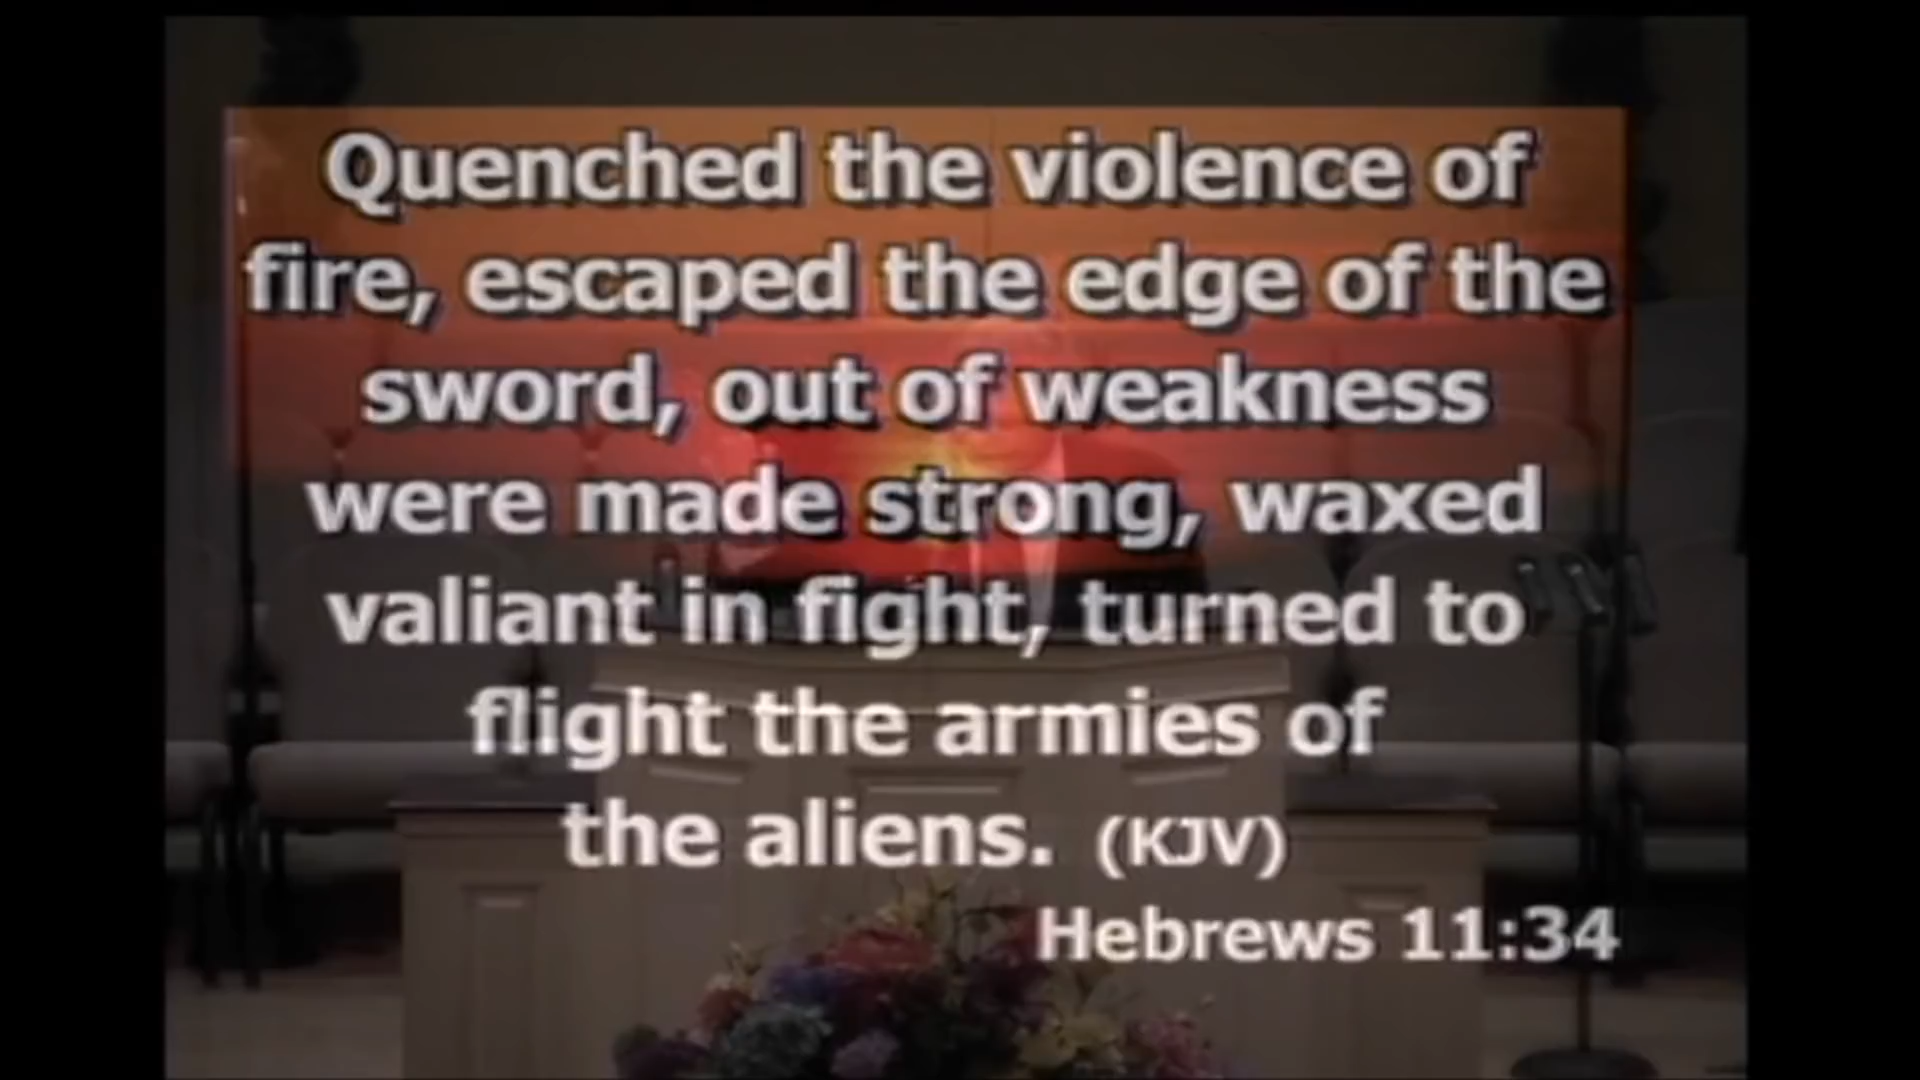 Quenched the violence of
fire, escaped the edge of the
sword, out of weakness
were made strong, waxed
valiant in fight, turned to
flight the armies of
the aliens. (KJV)
Hebrews 11:34